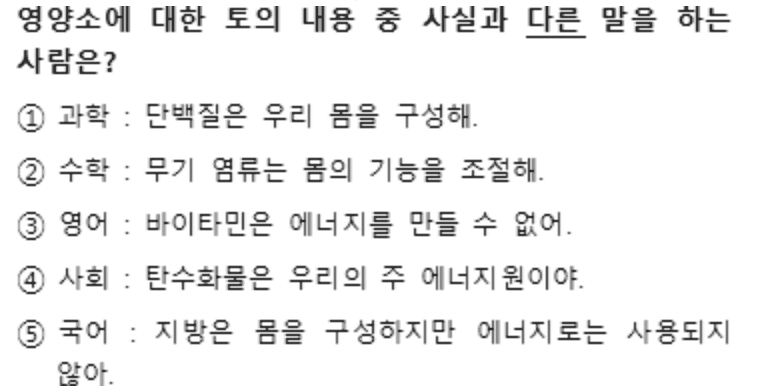 영양소에 대한 토의 내용 중 사실과 다른 말을 하는
사람은?
① 과학 : 단백질은 우리 몸을 구성해.
② 수학 : 무기 염류는 몸의 기능을 조절해.
③ 영어 : 바이타민은 에너지를 만들 수 없어.
④ 사회 : 탄수화물은 우리의 주 에너지원이야.
⑤ 국어 : 지방은 몸을 구성하지만 에너지로는 사용되지
않아.